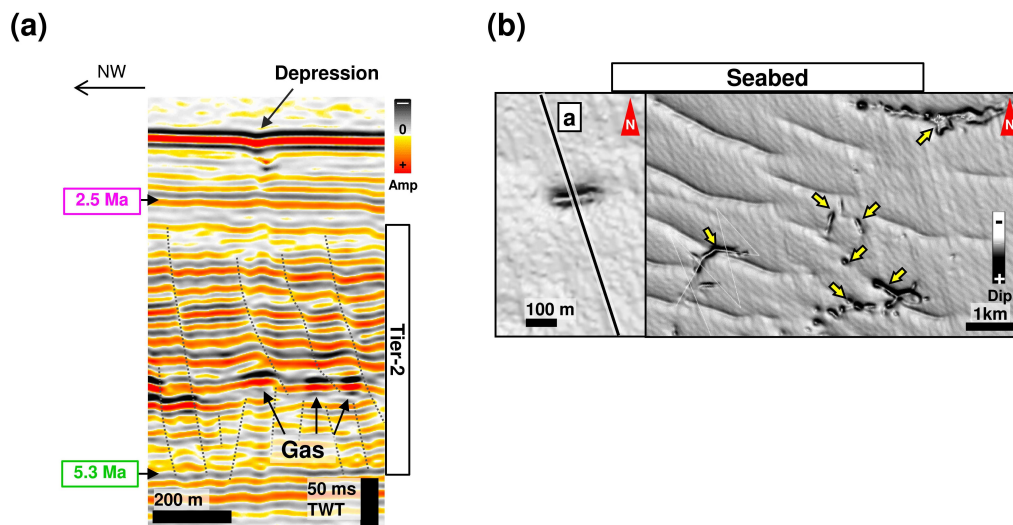 (a)
NW
Depression
−
0
+
Amp
2.5 Ma
Tier-2
Gas
5.3 Ma
200 m
50 ms
TWT
(b)
Seabed
a
N
100 m
N
-
+
Dip
1km